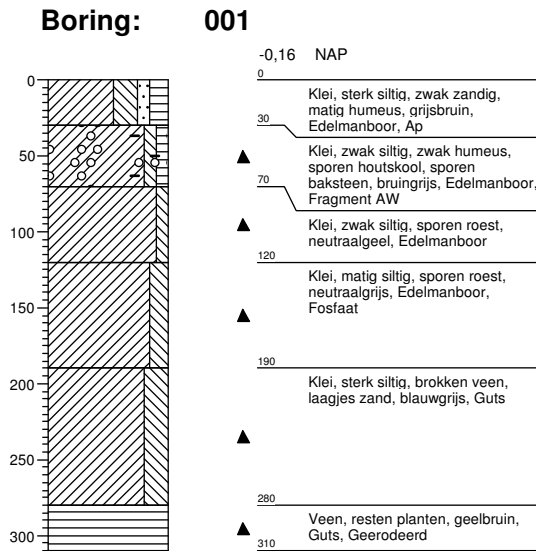 Boring: 001
-0,16 NAP
0
0
Klei, sterk siltig, zwak zandig,
matig humeus, grijsbruin,
Edelmanboor, Ap
30
Klei, zwak siltig, zwak humeus,
sporen houtskool, sporen
baksteen, bruingrijs, Edelmanboor,
Fragment AW
50
70
Klei, zwak siltig, sporen roest,
neutraalgeel, Edelmanboor
100
120
Klei, matig siltig, sporen roest,
neutraalgrijs, Edelmanboor,
Fosfaat
150
190
200
Klei, sterk siltig, brokken veen,
laagjes zand, blauwgrijs, Guts
250
280
Veen, resten planten, geelbruin,
Guts, Geerodeerd
300
310